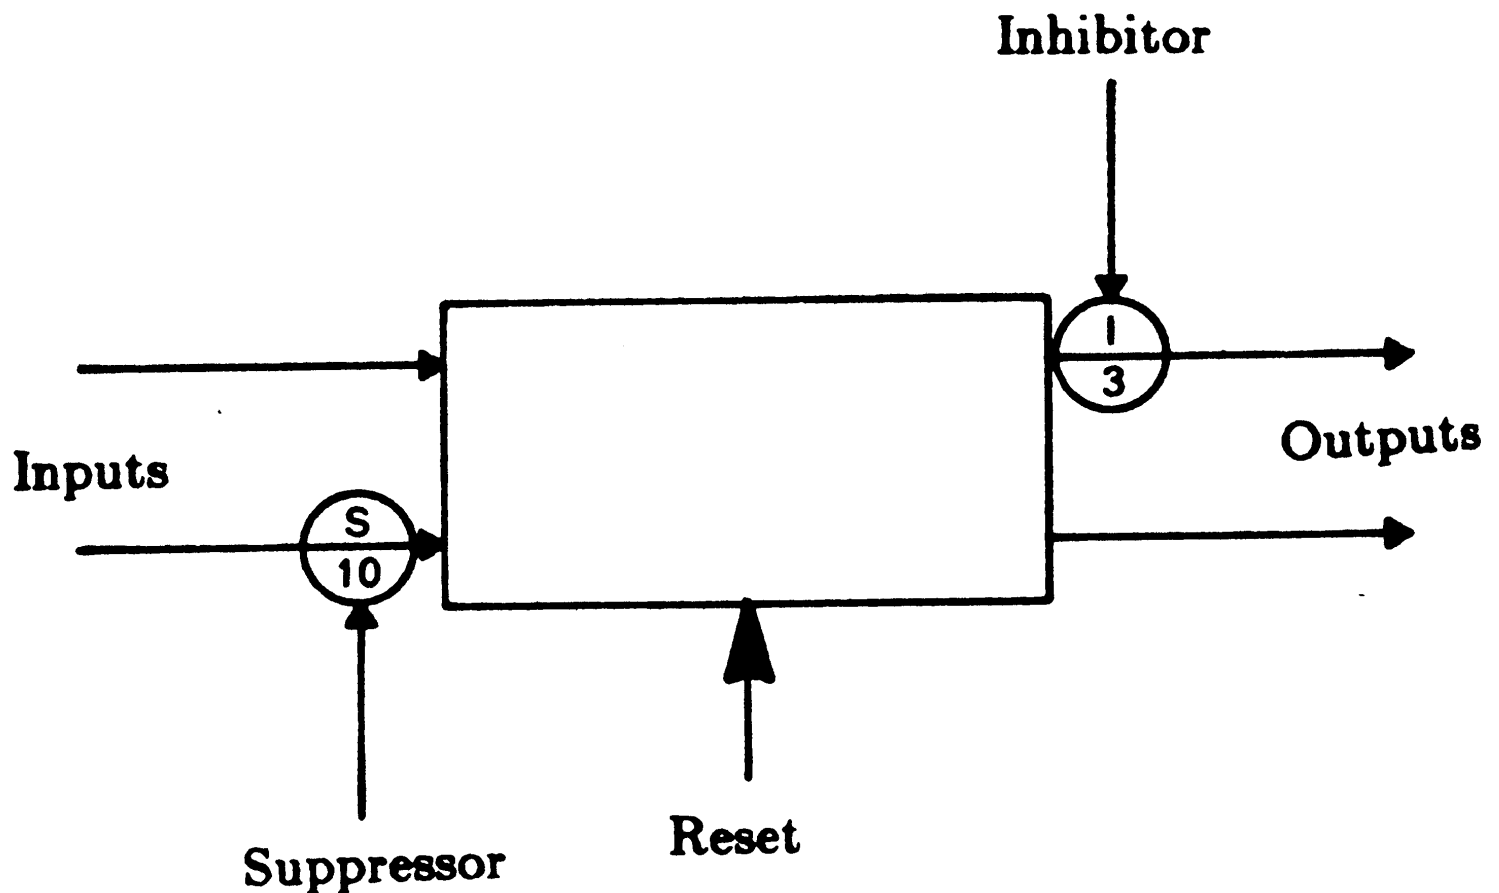 Inhibitor
I
3
Outputs
Inputs
S
10
Reset
Suppressor